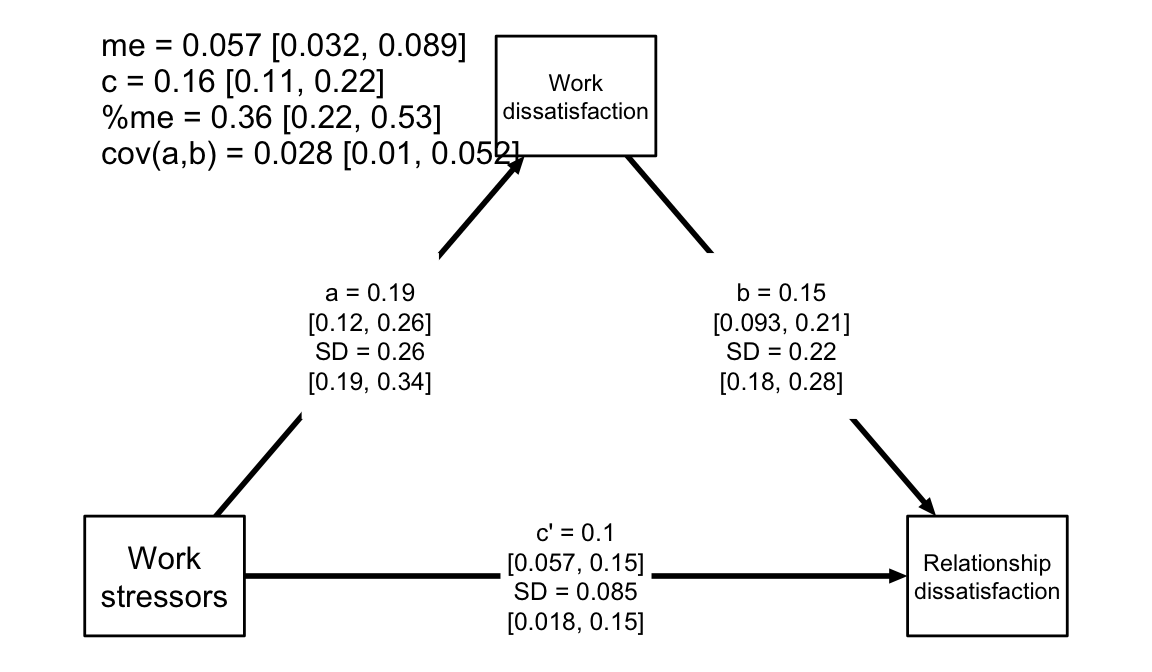 me = 0.057 [0.032, 0.089]
c = 0.16 [0.11, 0.22]
%me = 0.36 [0.22, 0.53]
cov(a,b) = 0.028 [0.01, 0.052]
Work
dissatisfaction
a = 0.19
[0.12, 0.26]
SD = 0.26
[0.19, 0.34]
b = 0.15
[0.093, 0.21]
SD = 0.22
[0.18, 0.28]
Work
stressors
c' = 0.1
[0.057, 0.15]
SD = 0.085
[0.018, 0.15]
Relationship
dissatisfaction